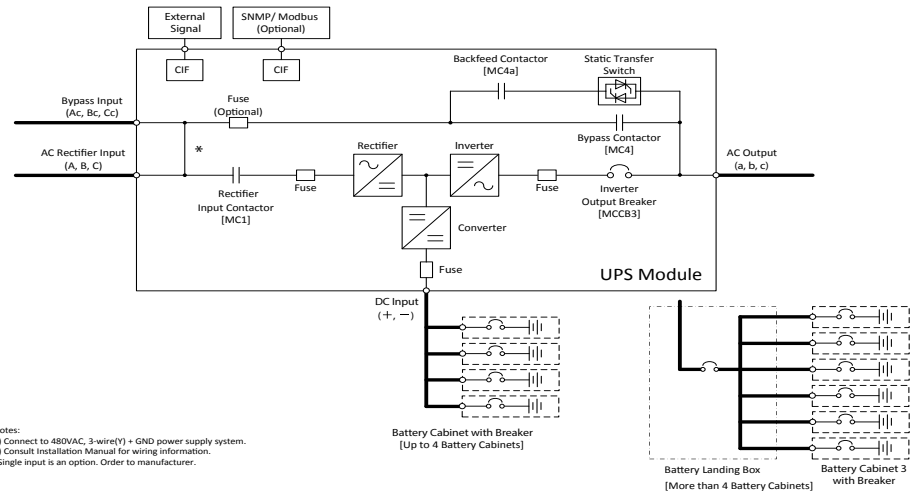 External
Signal
SNMP/ Modbus
(Optional)
CIF
CIF
Backfeed Contactor
[MC4a]
Static Transfer
Switch
Bypass Input
(Ac, Bc, Cc)
Fuse
(Optional)
Bypass Contactor
[MC4]
AC Rectifier Input
(A, B, C)
*
Rectifier
Inverter
AC Output
(a, b, c)
Rectifier
Input Contactor
[MC1]
Fuse
Fuse
Inverter
Output Breaker
[MCCB3]
Converter
Fuse
UPS Module
DC Input
(+, −)
Battery Cabinet with Breaker
[Up to 4 Battery Cabinets]
Battery Landing Box
[More than 4 Battery Cabinets]
Battery Cabinet 3
with Breaker
otes:
) Connect to 480VAC, 3-wire(Y) + GND power supply system.
) Consult Installation Manual for wiring information.
Single input is an option. Order to manufacturer.